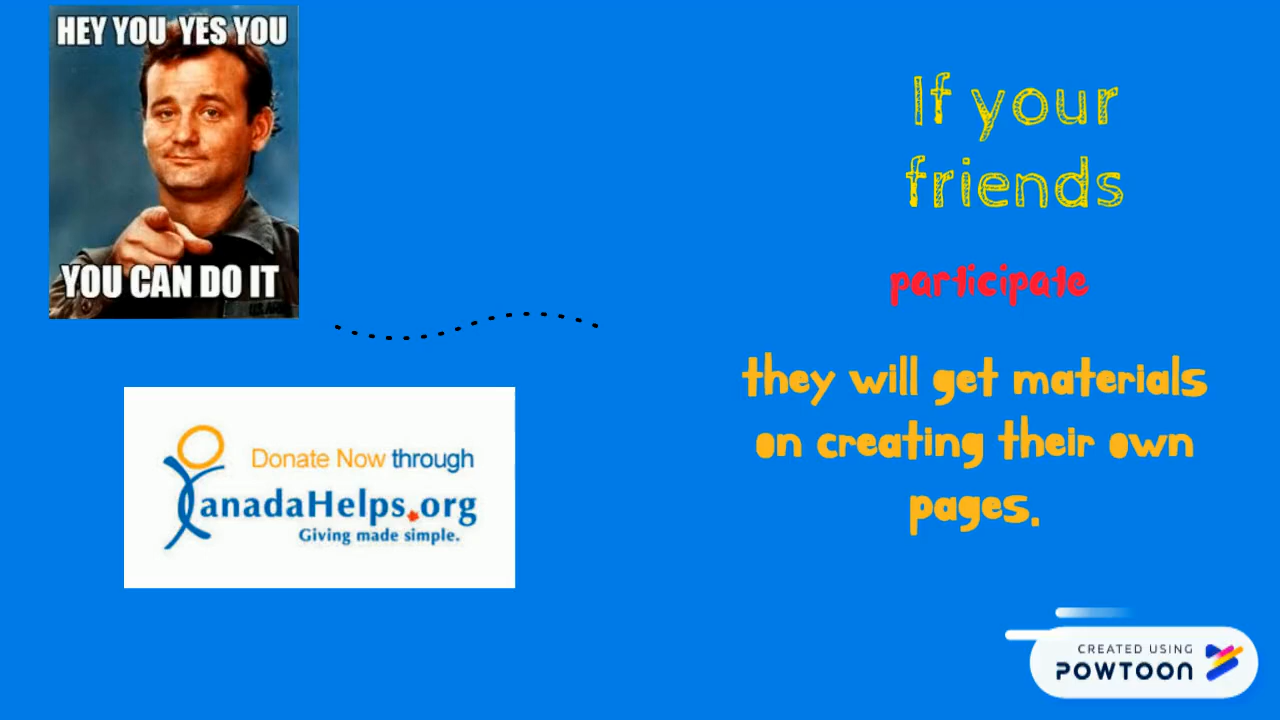 HEY YOU YES YOU
YOU CAN DO IT
Donate Now through
CanadaHelps.org
Giving made simple.
If your
friends
participate
they will get materials
on creating their own
pages.
CREATED USING
POWTOON